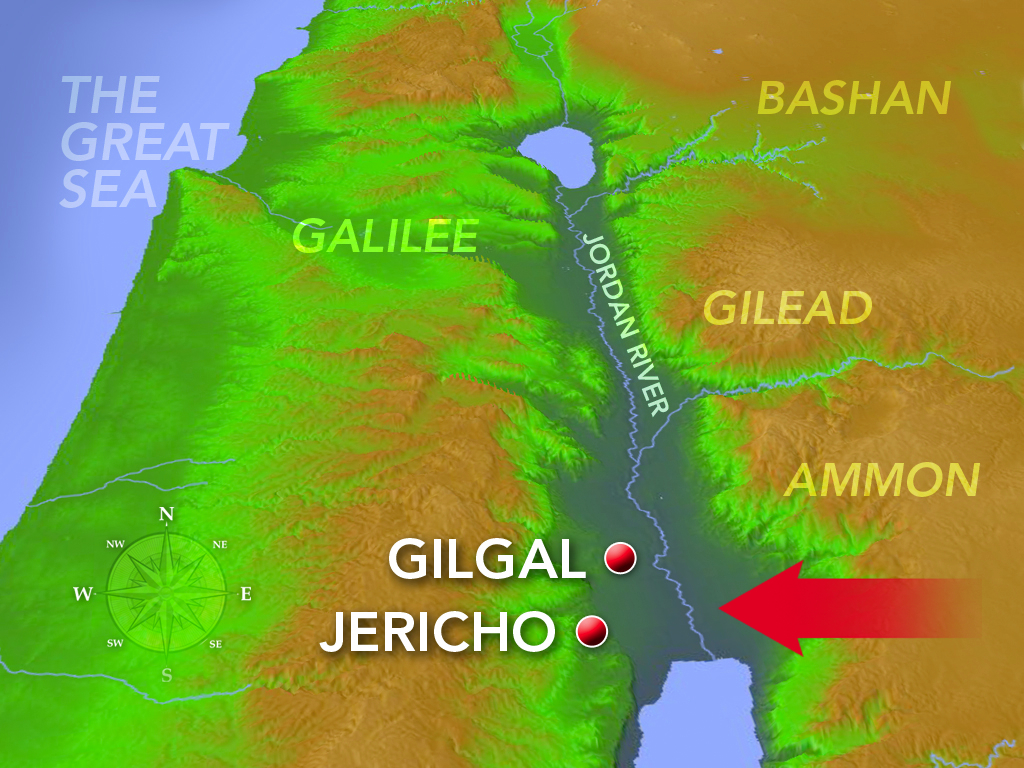 THE
GREAT
SEA
BASHAN
GALILEE
JORDAN RIVER
GILEAD
AMMON
N
NW
NE
W
E
SW
SE
S
GILGAL
JERICHO